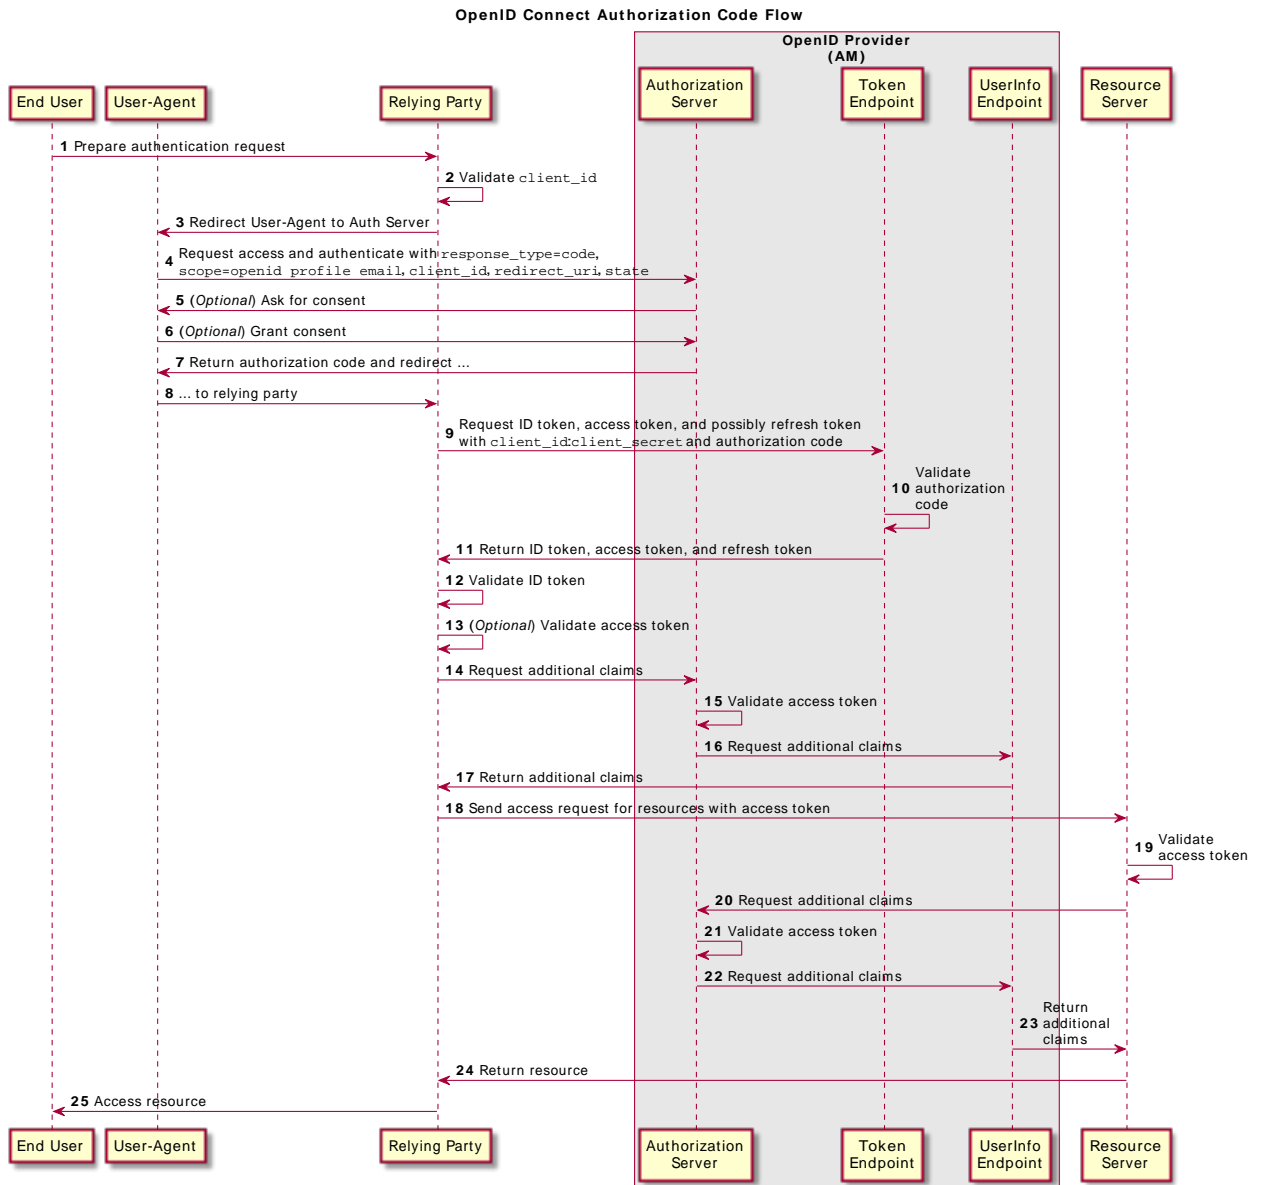 OpenID Connect Authorization Code Flow
OpenID Provider
(AM)
End User
User-Agent
Relying Party
Authorization
Server
Token
Endpoint
UserInfo
Endpoint
Resource
Server
1 Prepare authentication request
2 Validate client_id
3 Redirect User-Agent to Auth Server
4 Request access and authenticate with response_type=code,
scope=openid profile email, client_id, redirect_uri, state
5 (Optional) Ask for consent
6 (Optional) Grant consent
7 Return authorization code and redirect ...
8 ... to relying party
9 Request ID token, access token, and possibly refresh token
with client_id:client_secret and authorization code
10 Validate
authorization
code
11 Return ID token, access token, and refresh token
12 Validate ID token
13 (Optional) Validate access token
14 Request additional claims
15 Validate access token
16 Request additional claims
17 Return additional claims
18 Send access request for resources with access token
19 Validate
access token
20 Request additional claims
21 Validate access token
22 Request additional claims
23 Return
additional
claims
24 Return resource
25 Access resource
End User
User-Agent
Relying Party
Authorization
Server
Token
Endpoint
UserInfo
Endpoint
Resource
Server